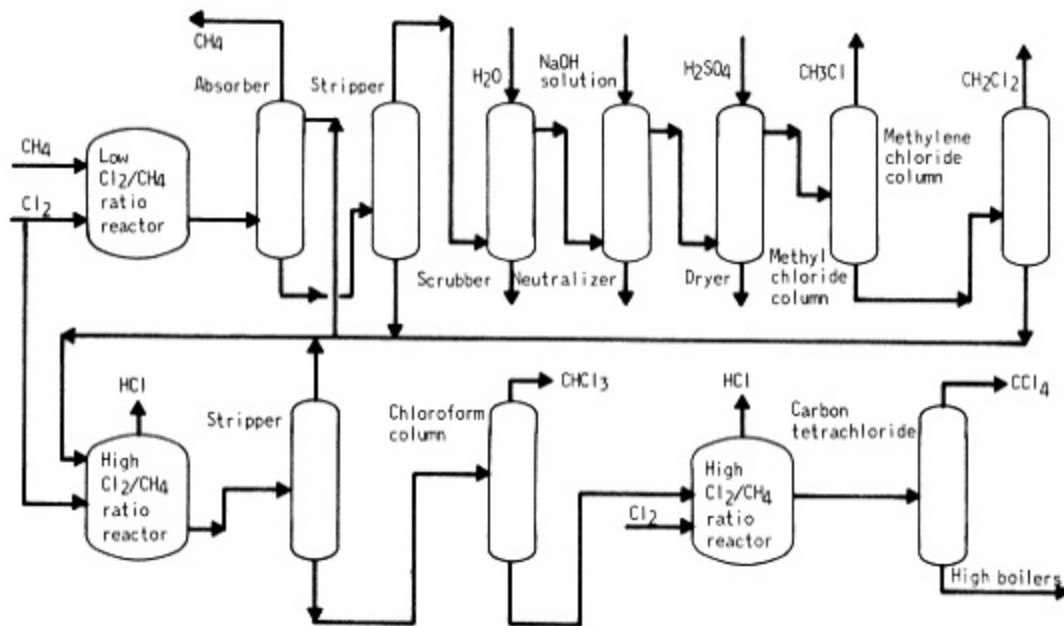 CH4
Absorber
Stripper
H2O
NaOH
solution
H2SO4
CH3Cl
CH2Cl2
CH4
Cl2
Low
Cl2/CH4
ratio
reactor
Methylene
chloride
column
Scrubber
Neutralizer
Dryer
Methyl
chloride
column
HCl
Stripper
Chloroform
column
CHCl3
HCl
Carbon
tetrachloride
CCl4
High
Cl2/CH4
ratio
reactor
Cl2
High
Cl2/CH4
ratio
reactor
High boilers